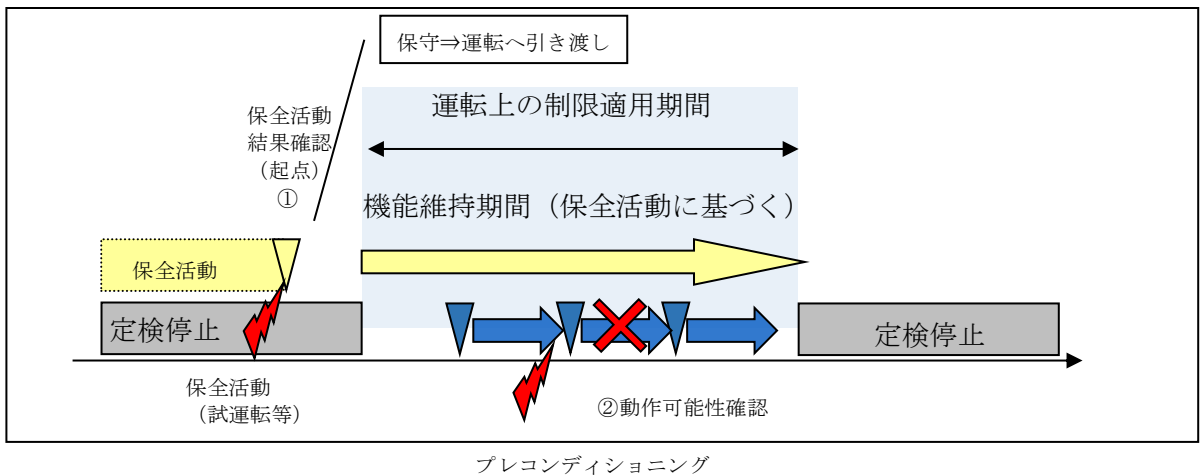 保守⇒運転へ引き渡し
運転上の制限適用期間
保全活動
結果確認
（起点）
①
機能維持期間（保全活動に基づく）
保全活動
定検停止
定検停止
保全活動
（試運転等）
②動作可能性確認
プレコンディショニング